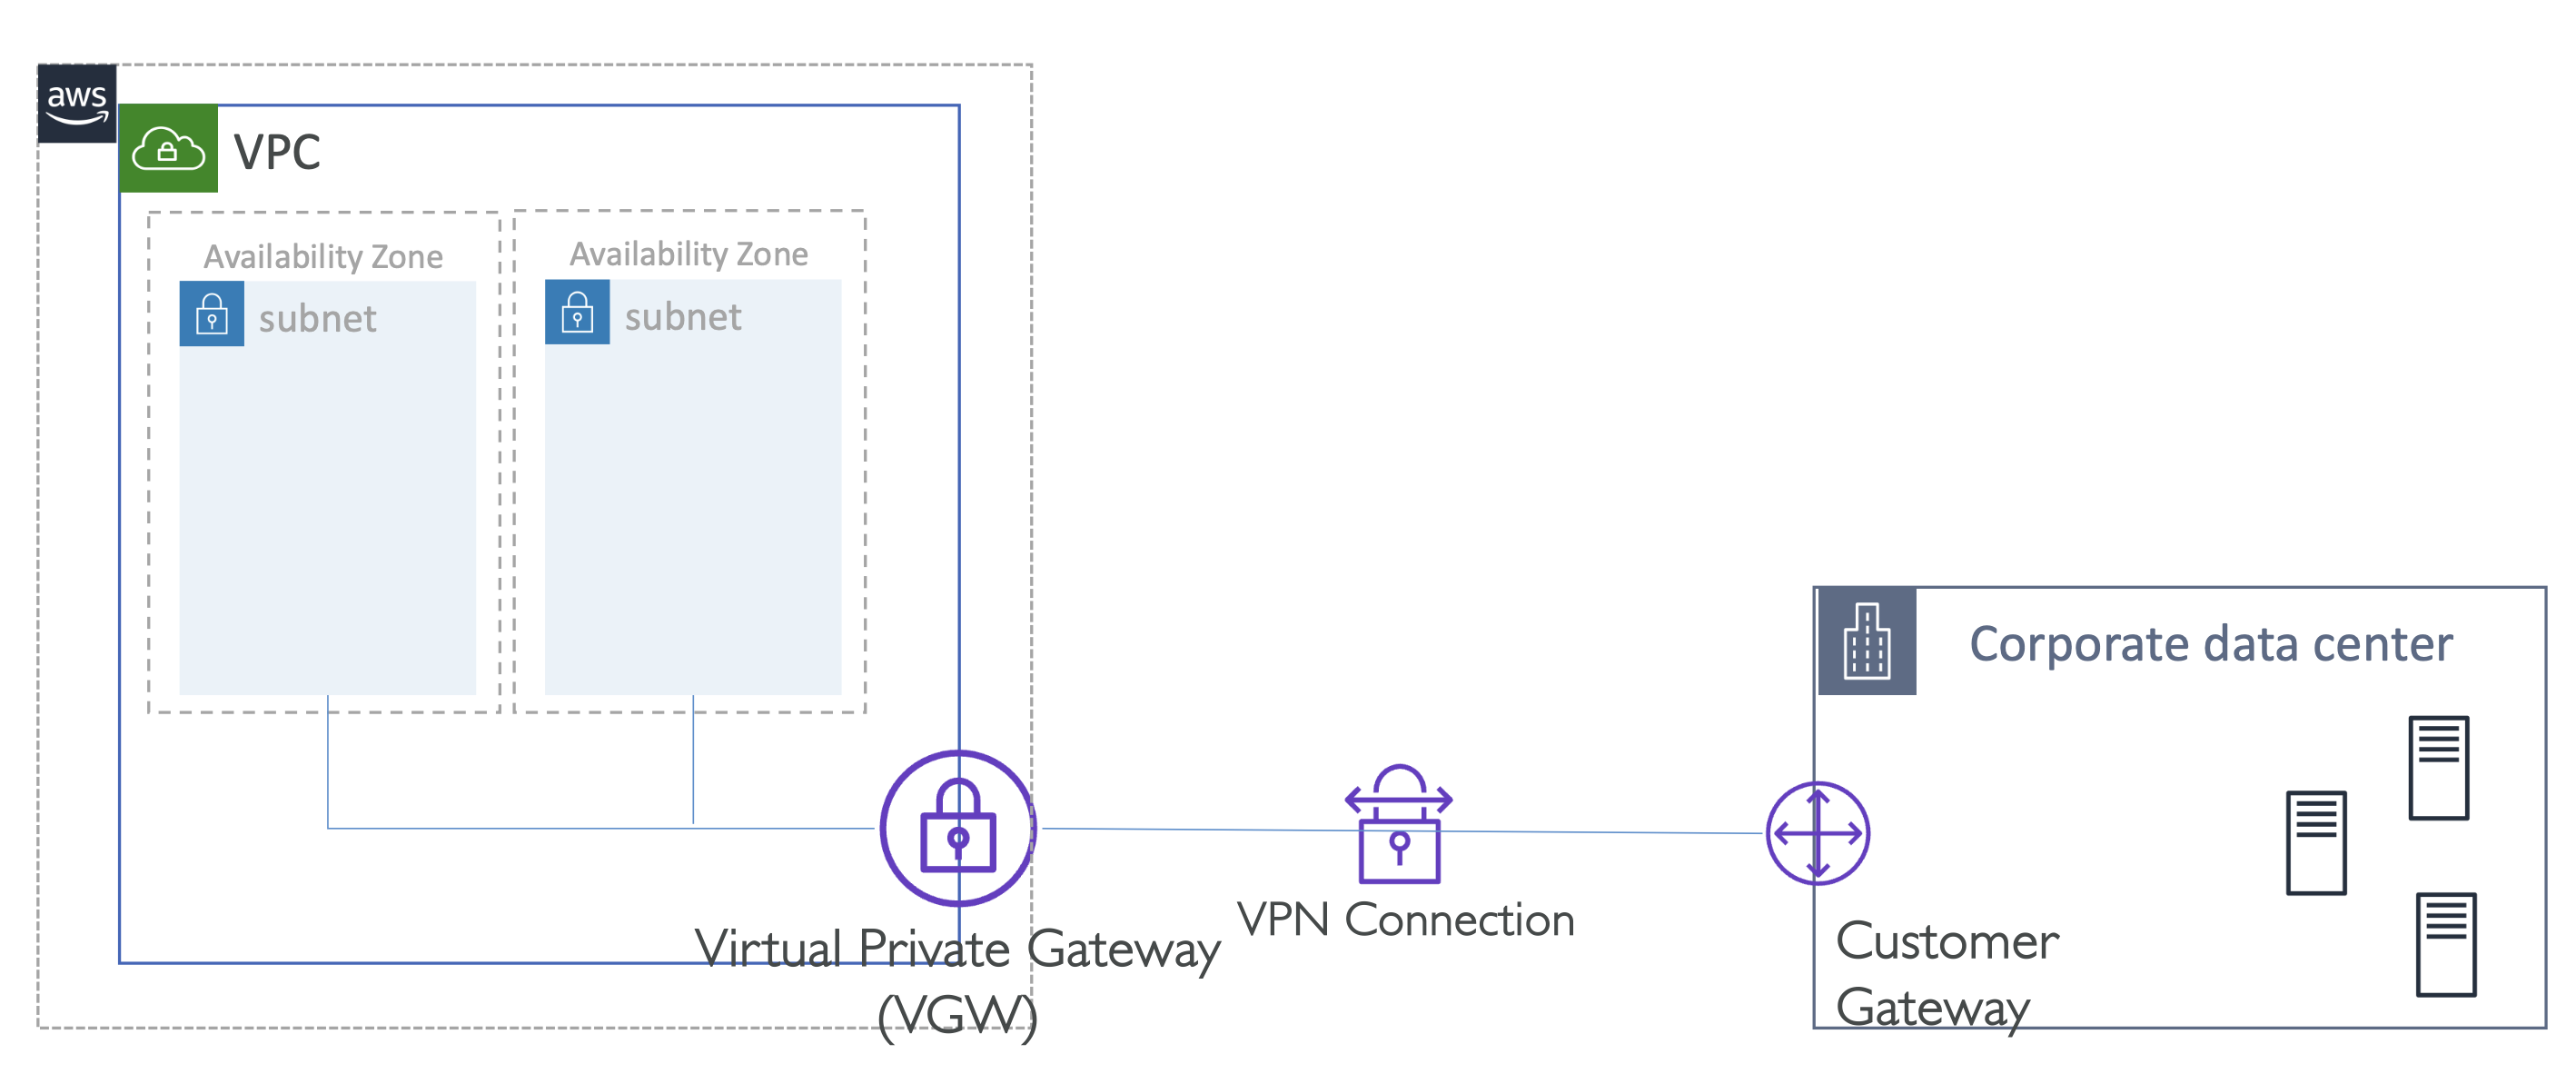 aws
VPC
Availability Zone
subnet
Availability Zone
subnet
Virtual Private Gateway
(VGW)
VPN Connection
Corporate data center
Customer
Gateway